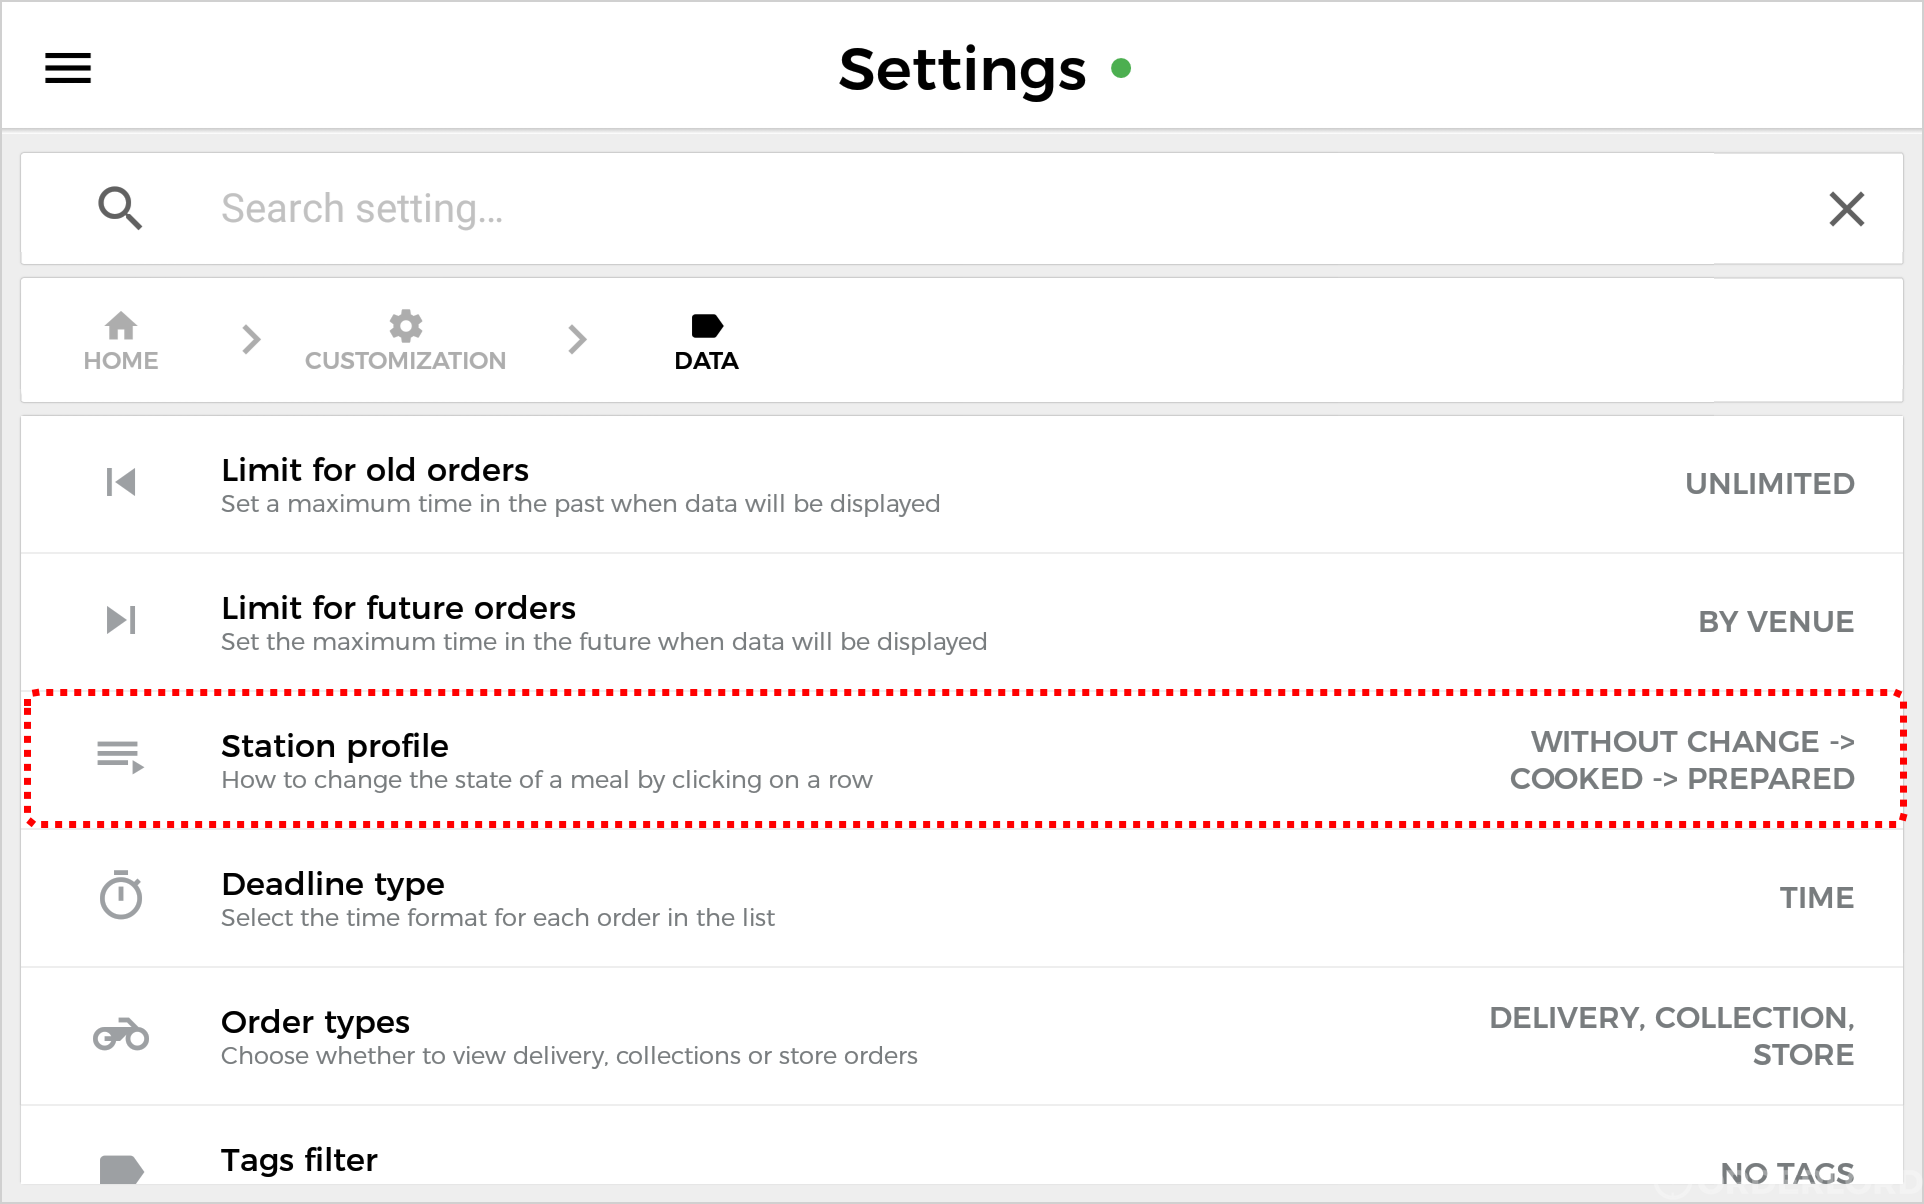 Settings
Search setting...
HOME
CUSTOMIZATION
DATA
Limit for old orders
Set a maximum time in the past when data will be displayed
UNLIMITED
Limit for future orders
Set the maximum time in the future when data will be displayed
BY VENUE
Station profile
How to change the state of a meal by clicking on a row
WITHOUT CHANGE ->
COOKED -> PREPARED
Deadline type
Select the time format for each order in the list
TIME
Order types
Choose whether to view delivery, collections or store orders
DELIVERY, COLLECTION,
STORE
Tags filter
NO TAGS